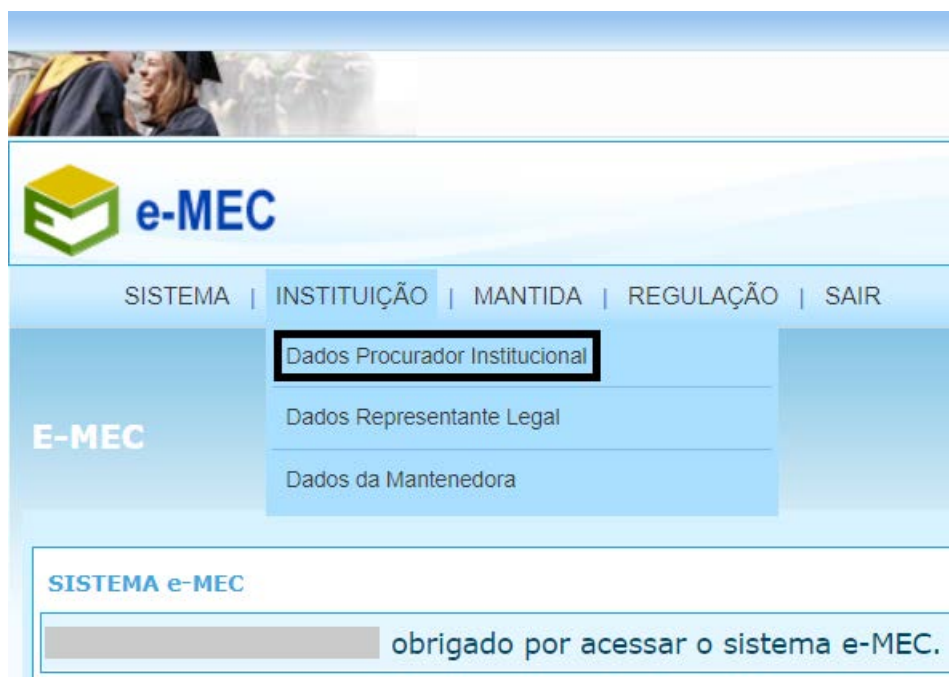 e-MEC
SISTEMA | INSTITUIÇÃO | MANTIDA | REGULAÇÃO | SAIR
Dados Procurador Institucional
Dados Representante Legal
Dados da Mantenedora
E-MEC
SISTEMA e-MEC
obrigado por acessar o sistema e-MEC.